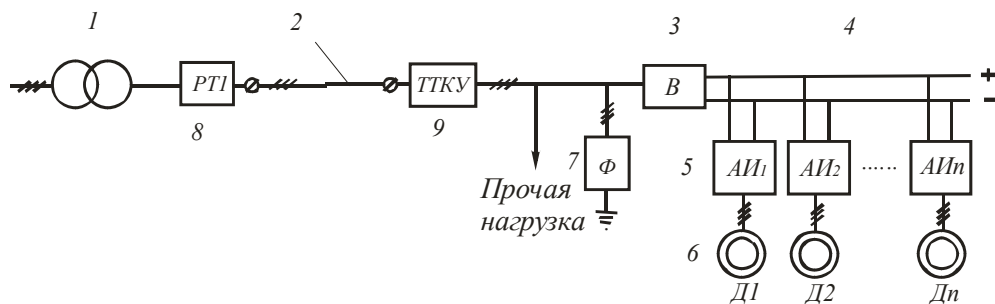 1
2
3
4
РТ1
ТТКУ
В
+
-
8
9
7
Ф
5
АИ1
АИ2
......
АИn
Прочая
нагрузка
6
Д1
Д2
Дn